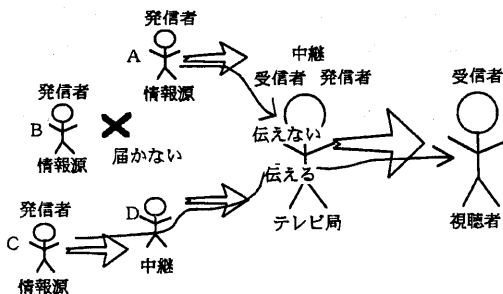 発信者
A
情報源
発信者
B
情報源
届かない
発信者
C
情報源
D
中継
中継
受信者 発信者
伝えない
伝える
テレビ局
受信者
視聴者